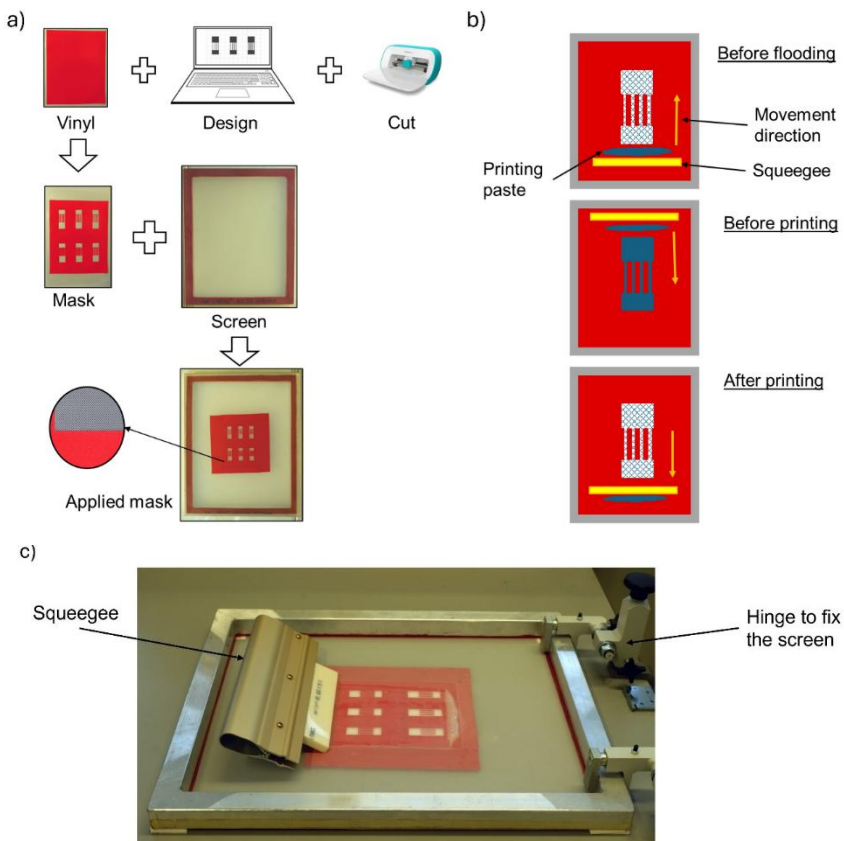 a)
Vinyl
Design
Cut
Mask
Screen
Applied mask
b)
Before flooding
Movement
direction
Printing
paste
Squeegee
Before printing
After printing
c)
Squeegee
Hinge to fix
the screen